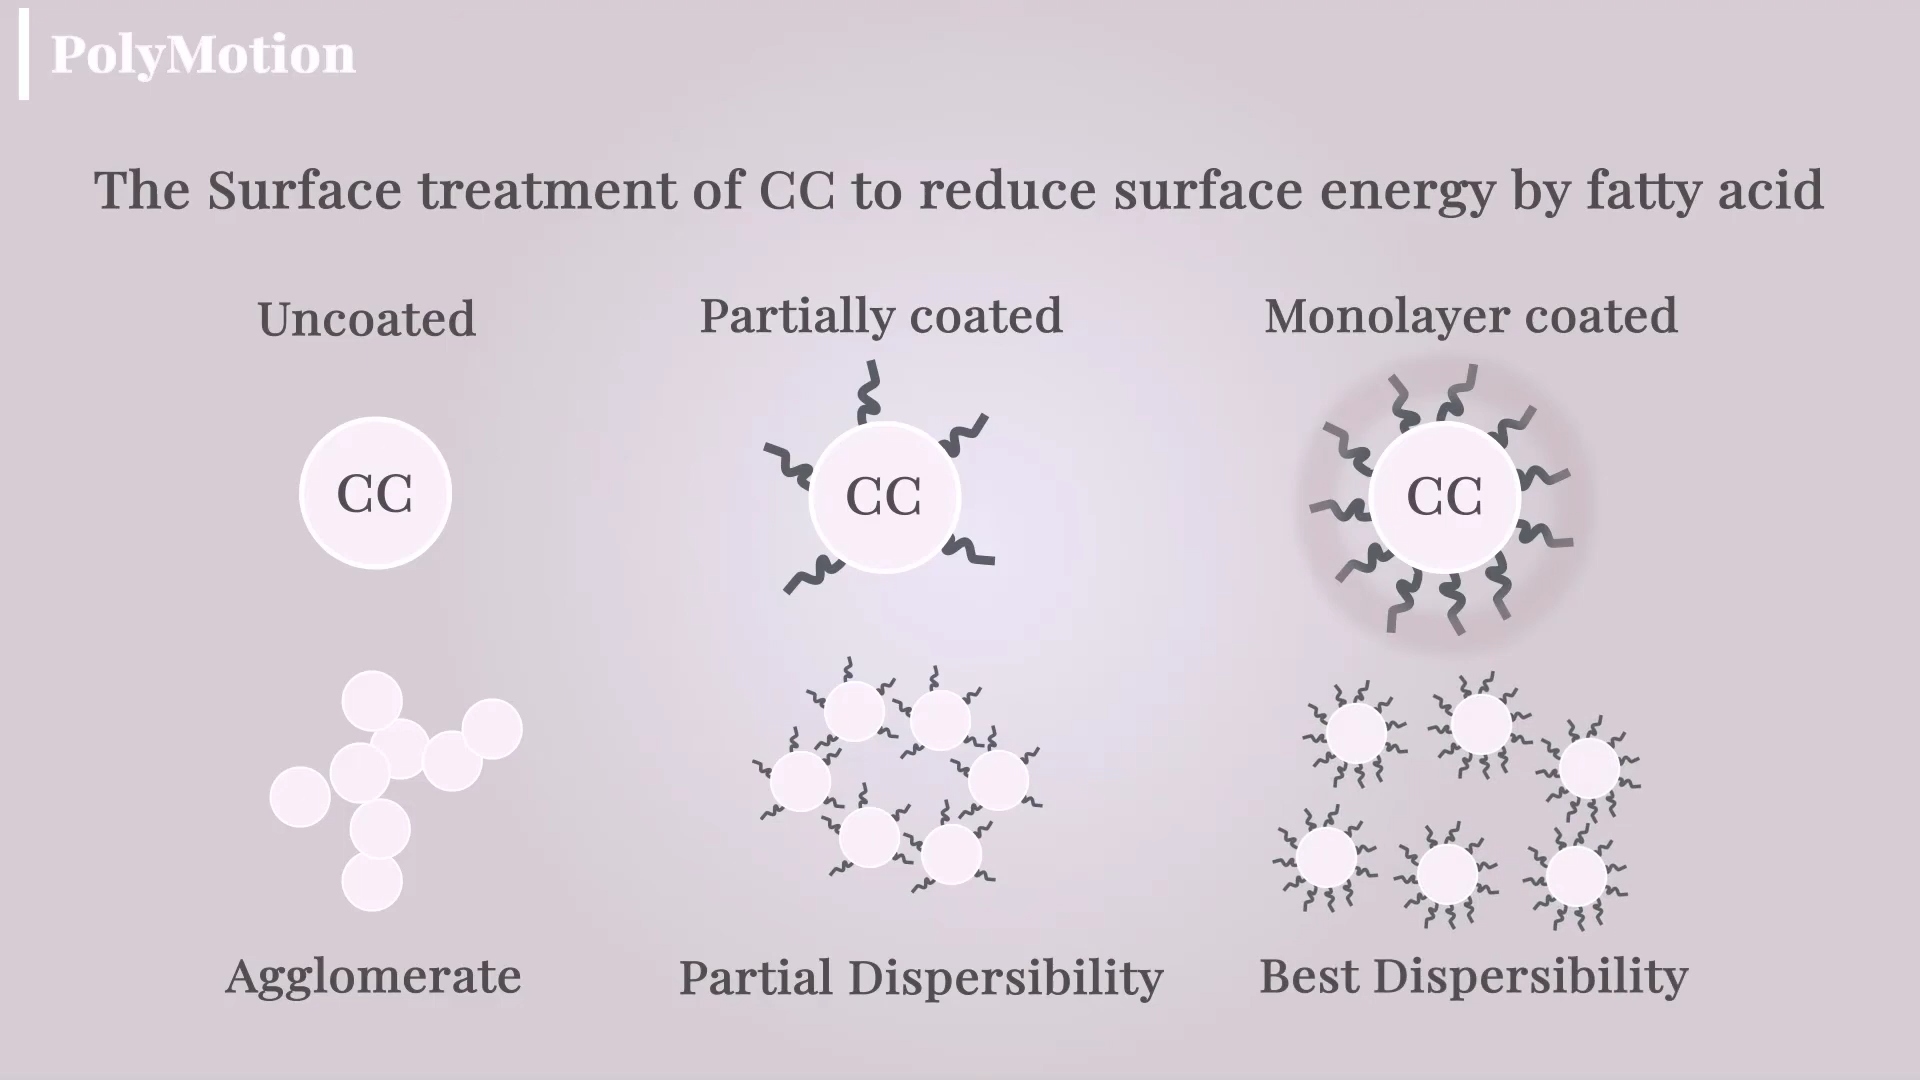 PolyMotion
The Surface treatment of CC to reduce surface energy by fatty acid
Uncoated
Partially coated
Monolayer coated
CC
CC
CC
Agglomerate
Partial Dispersibility
Best Dispersibility